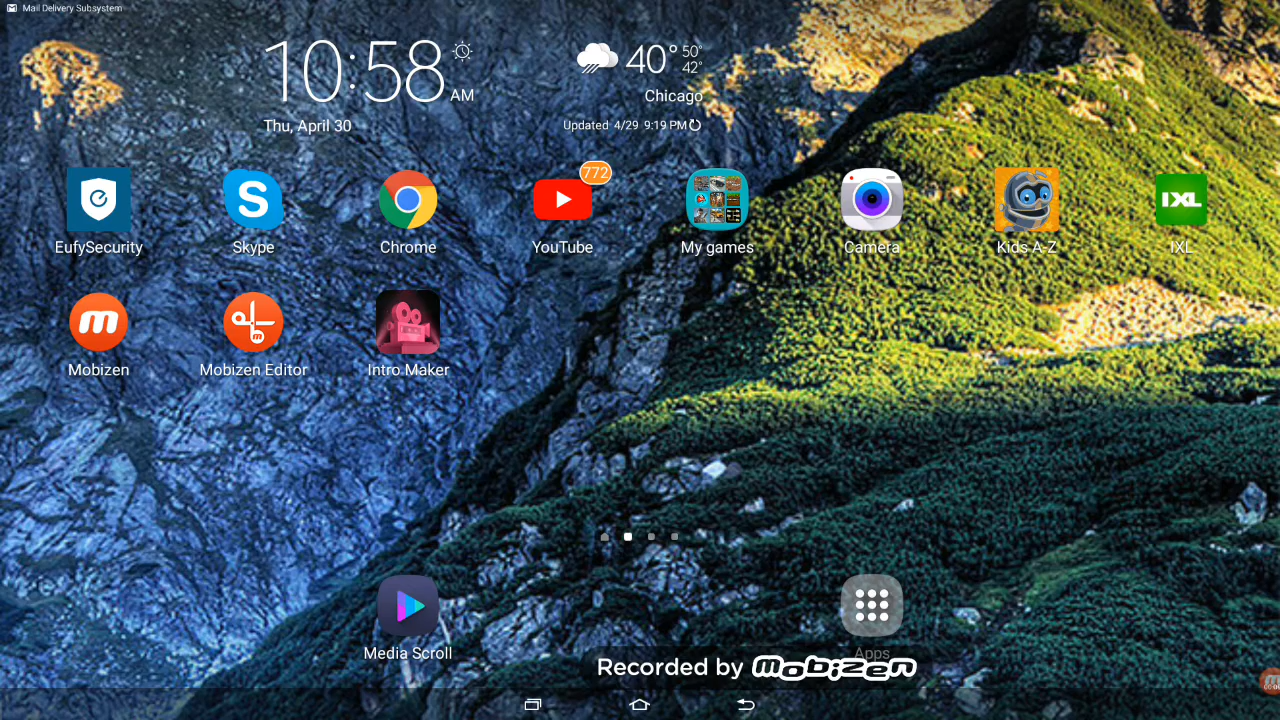 Mail Delivery Subsystem
10:58 AM
Thu, April 30
40° 50° 42°
Chicago
Updated 4/29 9:19 PM
772
EufySecurity
S
Skype
Chrome
YouTube
My games
Camera
Kids A-Z
IXL
IXL
m
Mobizen
m
Mobizen Editor
Intro Maker
Media Scroll
Apps
Recorded by mobizen